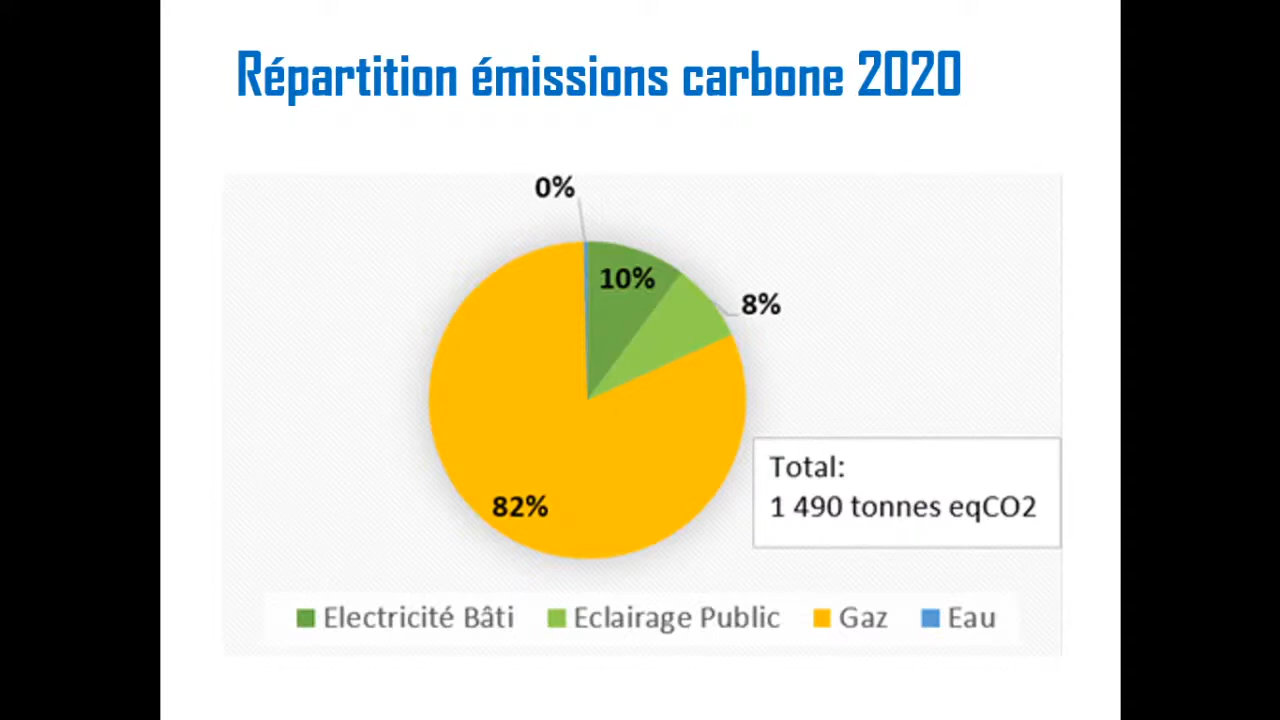 Répartition émissions carbone 2020
0%
10%
8%
82%
Total:
1 490 tonnes eqCO2
Electricité Bâti Eclairage Public Gaz Eau